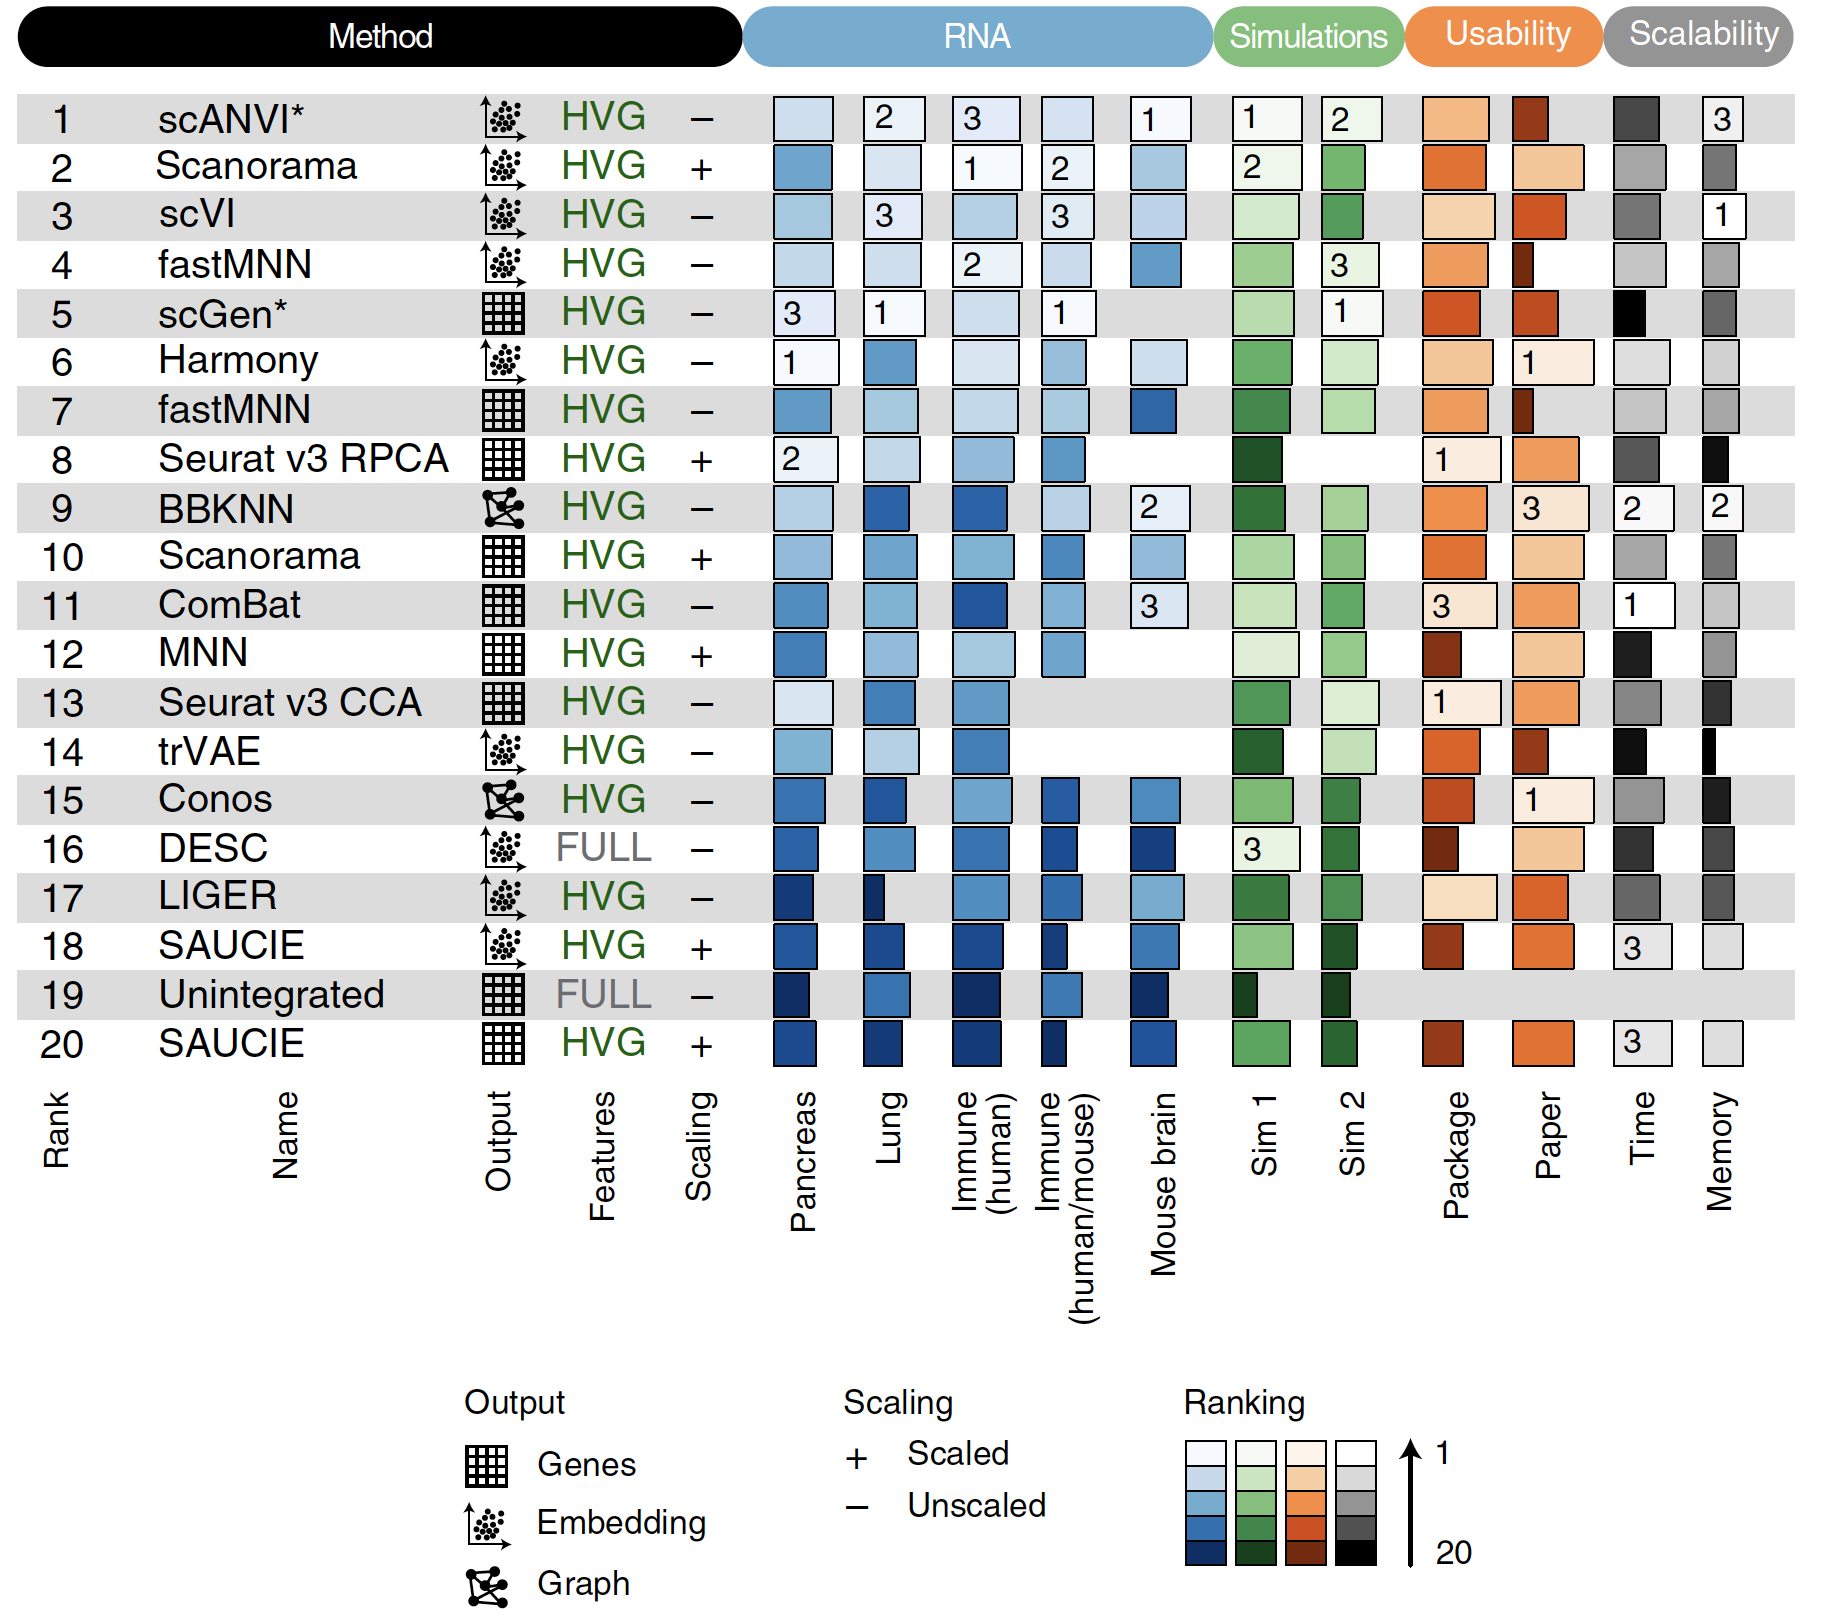 Method RNA Simulations Usability Scalability
1 scANVI* HVG – 2 3 1 1 2 3
2 Scanorama HVG + 1 2 2
3 scVI HVG – 3 3 1
4 fastMNN HVG – 2 3
5 scGen* HVG – 3 1 1 1
6 Harmony HVG – 1 1
7 fastMNN HVG –
8 Seurat v3 RPCA HVG + 2 1
9 BBKNN HVG – 2 3 2 2
10 Scanorama HVG +
11 ComBat HVG – 3 3 1
12 MNN HVG +
13 Seurat v3 CCA HVG – 1
14 trVAE HVG –
15 Conos HVG – 1
16 DESC FULL – 3
17 LIGER HVG –
18 SAUCIE HVG + 3
19 Unintegrated FULL –
20 SAUCIE HVG + 3
Rank
Name
Output
Features
Scaling
Pancreas
Lung
Immune
(human)
Immune
(human/mouse)
Mouse brain
Sim 1
Sim 2
Package
Paper
Time
Memory
Output
Genes
Embedding
Graph
Scaling
+ Scaled
– Unscaled
Ranking
1
20